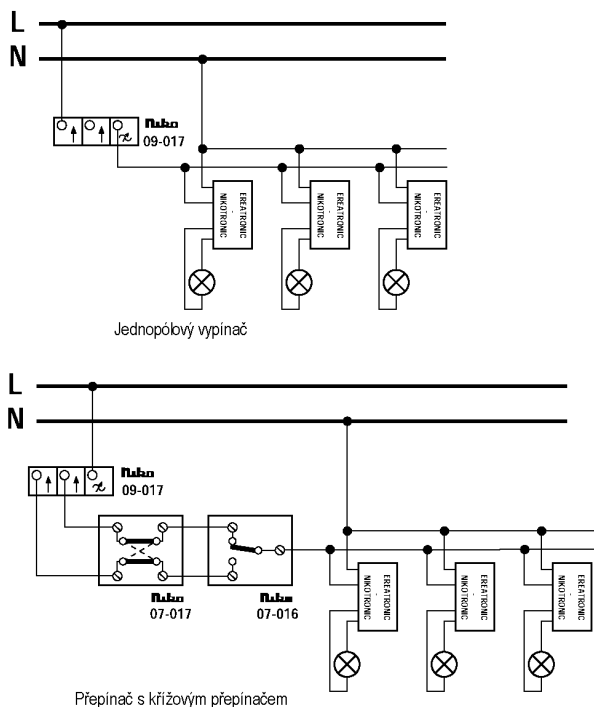 L
N
Niko
09-017
EREATRONIC
-
NIKOTRONIC
EREATRONIC
-
NIKOTRONIC
EREATRONIC
-
NIKOTRONIC
Jednopólový vypínač
L
N
Niko
09-017
Niko
07-017
Niko
07-016
EREATRONIC
-
NIKOTRONIC
EREATRONIC
-
NIKOTRONIC
EREATRONIC
-
NIKOTRONIC
Přepínač s křížovým přepínačem